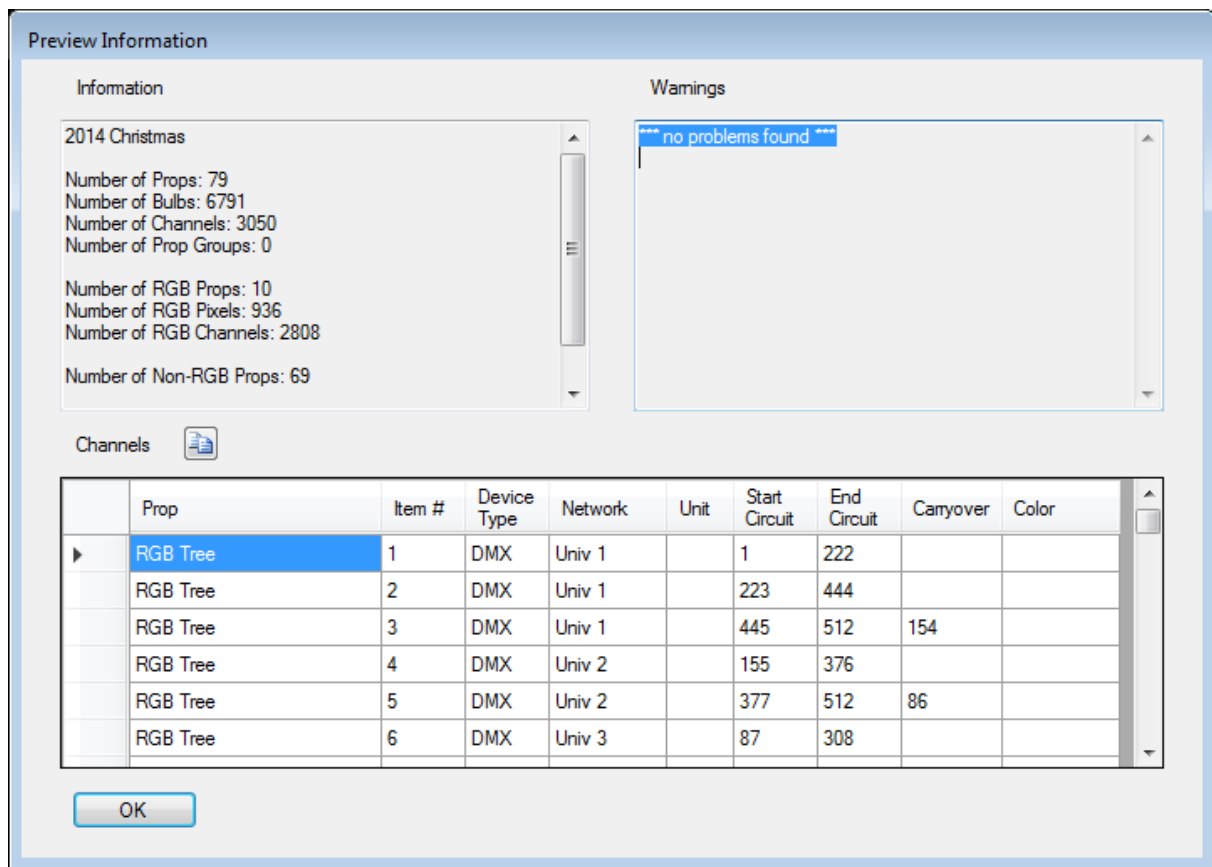 Preview Information
Information
Warnings
2014 Christmas
Number of Props: 79
Number of Bulbs: 6791
Number of Channels: 3050
Number of Prop Groups: 0
Number of RGB Props: 10
Number of RGB Pixels: 936
Number of RGB Channels: 2808
Number of Non-RGB Props: 69
*** no problems found ***
Channels
Prop Item # Device Type Network Unit Start Circuit End Circuit Carryover Color
RGB Tree 1 DMX Univ 1 1 222
RGB Tree 2 DMX Univ 1 223 444
RGB Tree 3 DMX Univ 1 445 512 154
RGB Tree 4 DMX Univ 2 155 376
RGB Tree 5 DMX Univ 2 377 512 86
RGB Tree 6 DMX Univ 3 87 308
OK